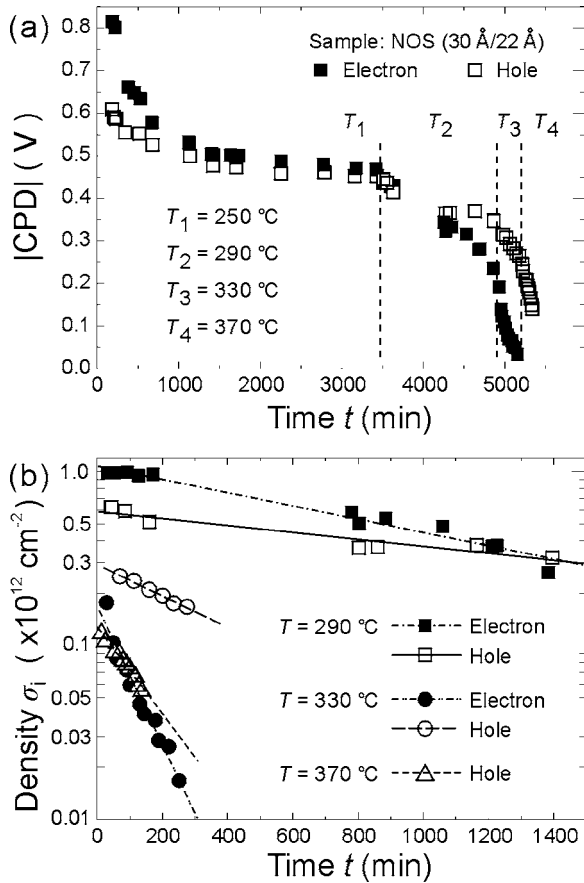 (a)
Sample: NOS (30 Å/22 Å)
Electron Hole
0.8
0.7
0.6
0.5
0.4
0.3
0.2
0.1
0.0
|CPD| ( V )
T1 T2 T3 T4
T1 = 250 °C
T2 = 290 °C
T3 = 330 °C
T4 = 370 °C
0 1000 2000 3000 4000 5000
Time t (min)
(b)
1.0
0.5
0.3
0.1
0.05
0.03
0.01
Density σi ( x10^12 cm^-2)
T = 290 °C Electron
Hole
T = 330 °C Electron
Hole
T = 370 °C Hole
0 200 400 600 800 1000 1200 1400
Time t (min)